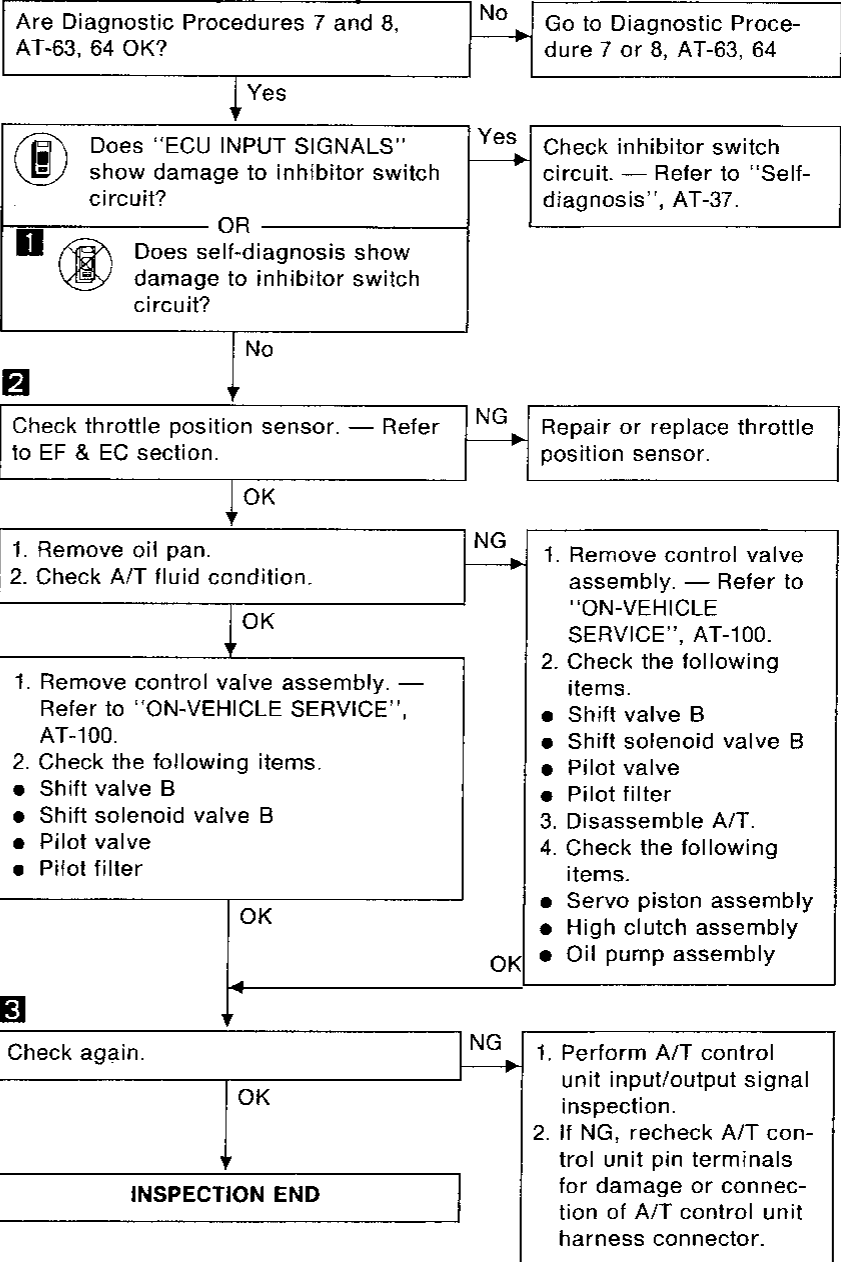 Are Diagnostic Procedures 7 and 8,
AT-63, 64 OK?
No
Go to Diagnostic Proce-
dure 7 or 8, AT-63, 64
Yes
Does "ECU INPUT SIGNALS"
show damage to inhibitor switch
circuit?
Yes
Check inhibitor switch
circuit. — Refer to "Self-
diagnosis", AT-37.
OR
1
Does self-diagnosis show
damage to inhibitor switch
circuit?
No
2
Check throttle position sensor. — Refer
to EF & EC section.
NG
Repair or replace throttle
position sensor.
OK
1. Remove oil pan.
2. Check A/T fluid condition.
NG
1. Remove control valve
assembly. — Refer to
"ON-VEHICLE
SERVICE", AT-100.
2. Check the following
items.
● Shift valve B
● Shift solenoid valve B
● Pilot valve
● Pilot filter
3. Disassemble A/T.
4. Check the following
items.
● Servo piston assembly
● High clutch assembly
● Oil pump assembly
OK
1. Remove control valve assembly. —
Refer to "ON-VEHICLE SERVICE",
AT-100.
2. Check the following items.
● Shift valve B
● Shift solenoid valve B
● Pilot valve
● Pilot filter
OK
OK
3
Check again.
NG
1. Perform A/T control
unit input/output signal
inspection.
2. If NG, recheck A/T con-
trol unit pin terminals
for damage or connec-
tion of A/T control unit
harness connector.
OK
INSPECTION END